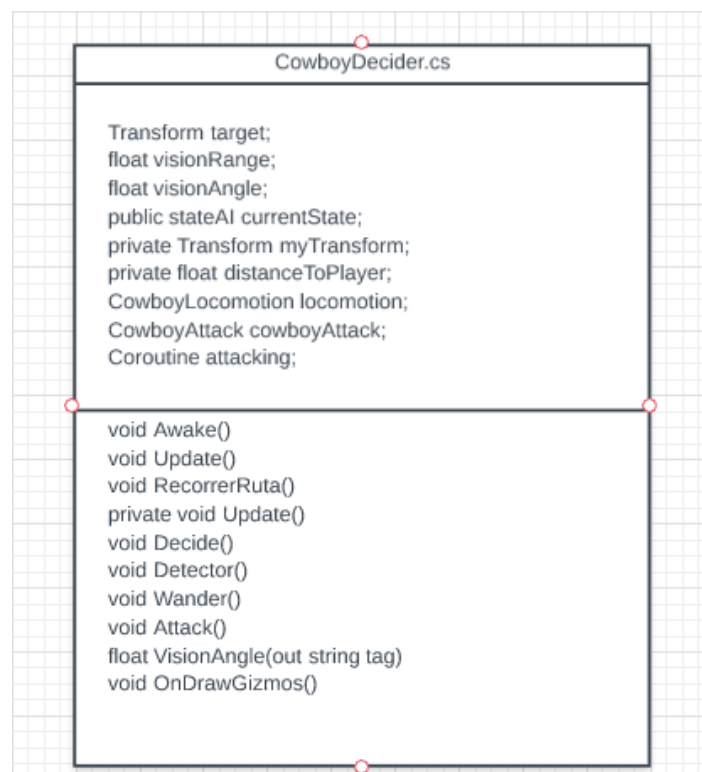 CowboyDecider.cs
Transform target;
float visionRange;
float visionAngle;
public stateAI currentState;
private Transform myTransform;
private float distanceToPlayer;
CowboyLocomotion locomotion;
CowboyAttack cowboyAttack;
Coroutine attacking;
void Awake()
void Update()
void RecorrerRuta()
private void Update()
void Decide()
void Detector()
void Wander()
void Attack()
float VisionAngle(out string tag)
void OnDrawGizmos()